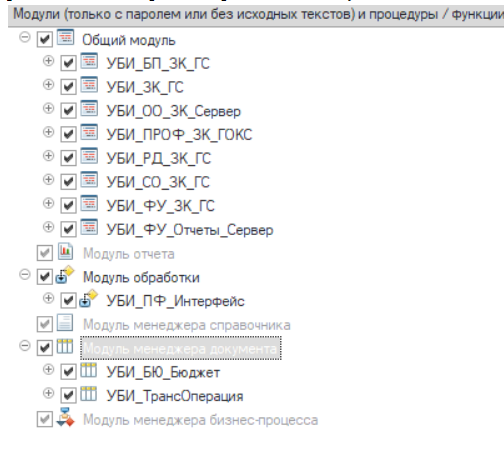 Модули (только с паролем или без исходных текстов) и процедуры / функции
Общий модуль
УБИ_БП_ЗК_ГС
УБИ_ЗК_ГС
УБИ_ОО_ЗК_Сервер
УБИ_ПРОФ_ЗК_ГОКС
УБИ_РД_ЗК_ГС
УБИ_СО_ЗК_ГС
УБИ_ФУ_ЗК_ГС
УБИ_ФУ_Отчеты_Сервер
Модуль отчета
Модуль обработки
УБИ_ПФ_Интерфейс
Модуль менеджера справочника
Модуль менеджера документа
УБИ_БЮ_Бюджет
УБИ_ТрансОперация
Модуль менеджера бизнес-процесса